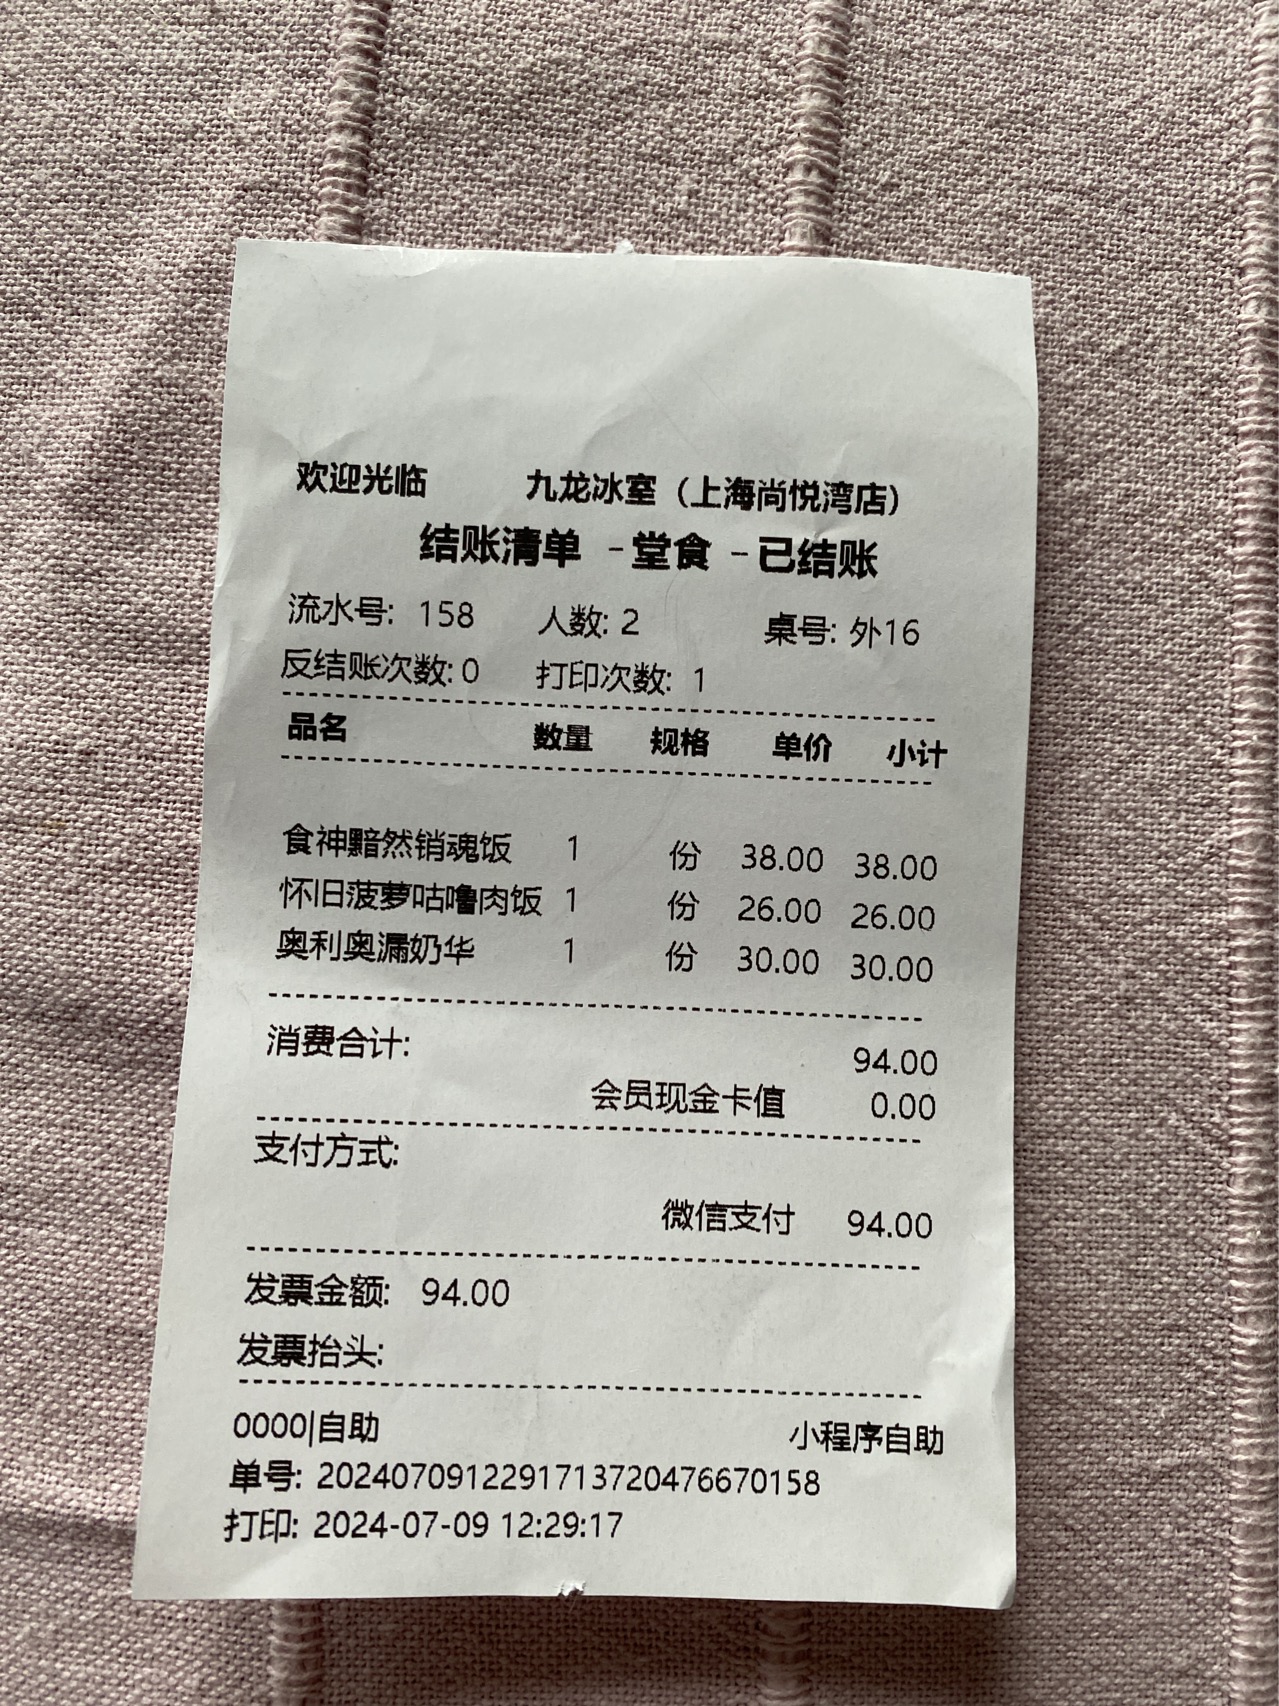 欢迎光临 九龙冰室（上海尚悦湾店）
结账清单 -堂食 -已结账
流水号: 158 人数: 2 桌号: 外16
反结账次数: 0 打印次数: 1
品名 数量 规格 单价 小计
食神黯然销魂饭 1 份 38.00 38.00
怀旧菠萝咕噜肉饭 1 份 26.00 26.00
奥利奥漏奶华 1 份 30.00 30.00
消费合计: 94.00
会员现金卡值 0.00
支付方式:
微信支付 94.00
发票金额: 94.00
发票抬头:
0000|自助 小程序自助
单号: 20240709122917137204766​70158
打印: 2024-07-09 12:29:17